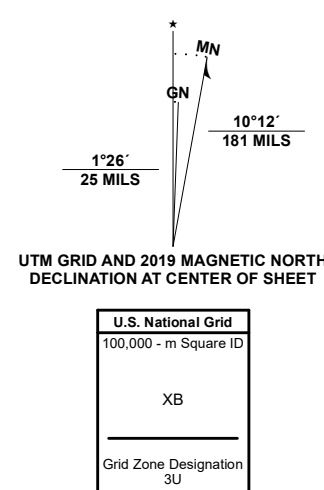 MN
GN
10°12´
181 MILS
1°26´
25 MILS
UTM GRID AND 2019 MAGNETIC NORTH
DECLINATION AT CENTER OF SHEET
U.S. National Grid
100,000 - m Square ID
XB
Grid Zone Designation
3U